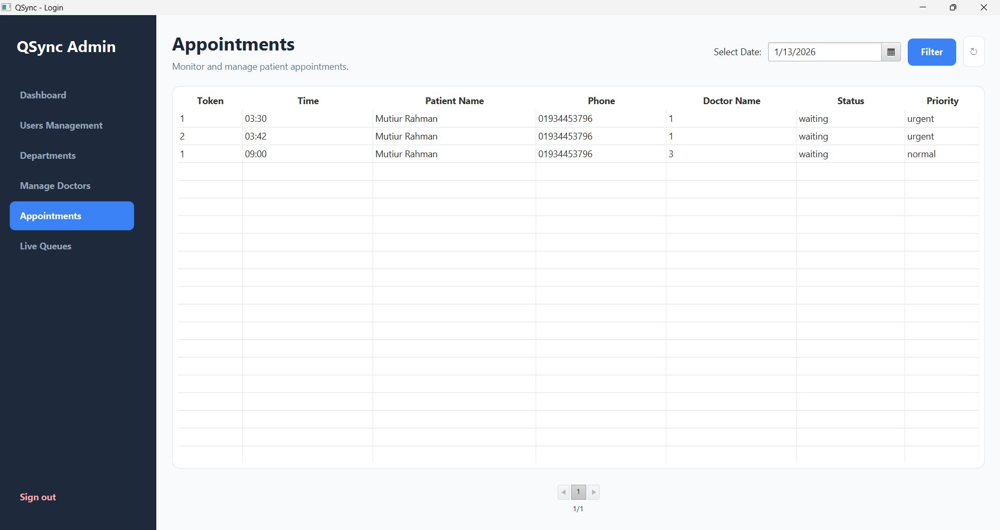 QSync - Login
QSync Admin
Dashboard
Users Management
Departments
Manage Doctors
Appointments
Live Queues
Sign out
Appointments
Monitor and manage patient appointments.
Select Date: 1/13/2026 Filter
Token Time Patient Name Phone Doctor Name Status Priority
1 03:30 Mutiur Rahman 01934453796 1 waiting urgent
2 03:42 Mutiur Rahman 01934453796 1 waiting urgent
1 09:00 Mutiur Rahman 01934453796 3 waiting normal
1
1/1